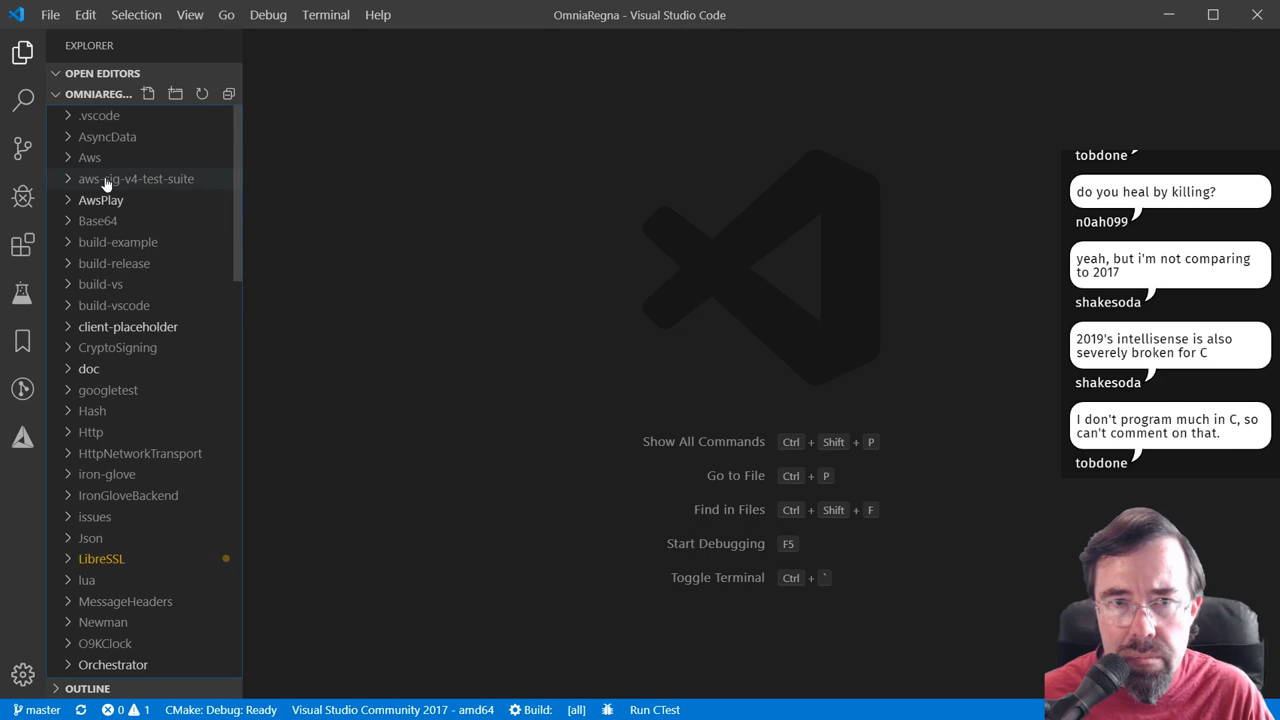 File Edit Selection View Go Debug Terminal Help
OmniaRegna - Visual Studio Code
EXPLORER
OPEN EDITORS
OMNIAREG...
.vscode
AsyncData
Aws
aws-sig-v4-test-suite
AwsPlay
Base64
build-example
build-release
build-vs
build-vscode
client-placeholder
CryptoSigning
doc
googletest
Hash
Http
HttpNetworkTransport
iron-glove
IronGloveBackend
issues
Json
LibreSSL
lua
MessageHeaders
Newman
O9KClock
Orchestrator
OUTLINE
Show All Commands Ctrl + Shift + P
Go to File Ctrl + P
Find in Files Ctrl + Shift + F
Start Debugging F5
Toggle Terminal Ctrl + `
tobdone
do you heal by killing?
n0ah099
yeah, but i'm not comparing
to 2017
shakesoda
2019's intellisense is also
severely broken for C
shakesoda
I don't program much in C, so
can't comment on that.
tobdone
master 0 1 CMake: Debug: Ready Visual Studio Community 2017 - amd64 Build: [all] Run CTest